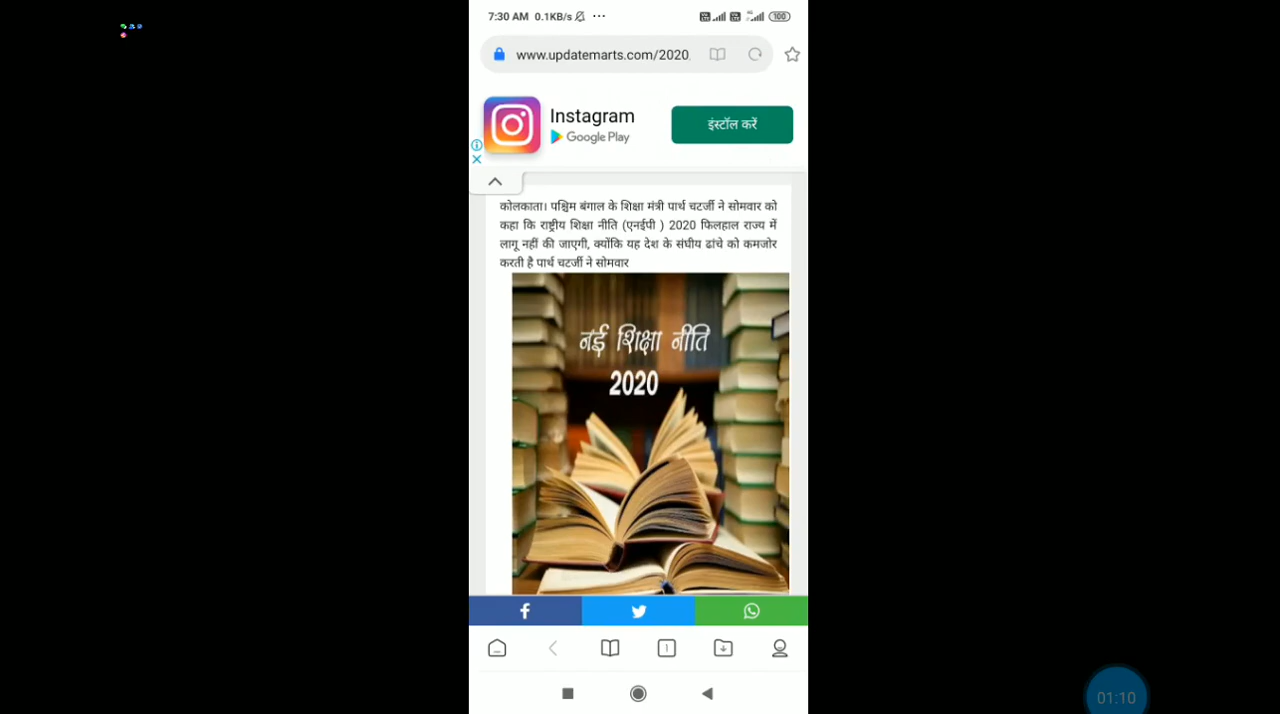 7:30 AM 0.1KB/s ...
100
www.updatemarts.com/2020
Instagram
Google Play
इंस्टॉल करें
कोलकाता। पश्चिम बंगाल के शिक्षा मंत्री पार्थ चटर्जी ने सोमवार को
कहा कि राष्ट्रीय शिक्षा नीति (एनईपी ) 2020 फिलहाल राज्य में
लागू नहीं की जाएगी, क्योंकि यह देश के संघीय ढांचे को कमजोर
करती है पार्थ चटर्जी ने सोमवार
नई शिक्षा नीति
2020
1
01:10